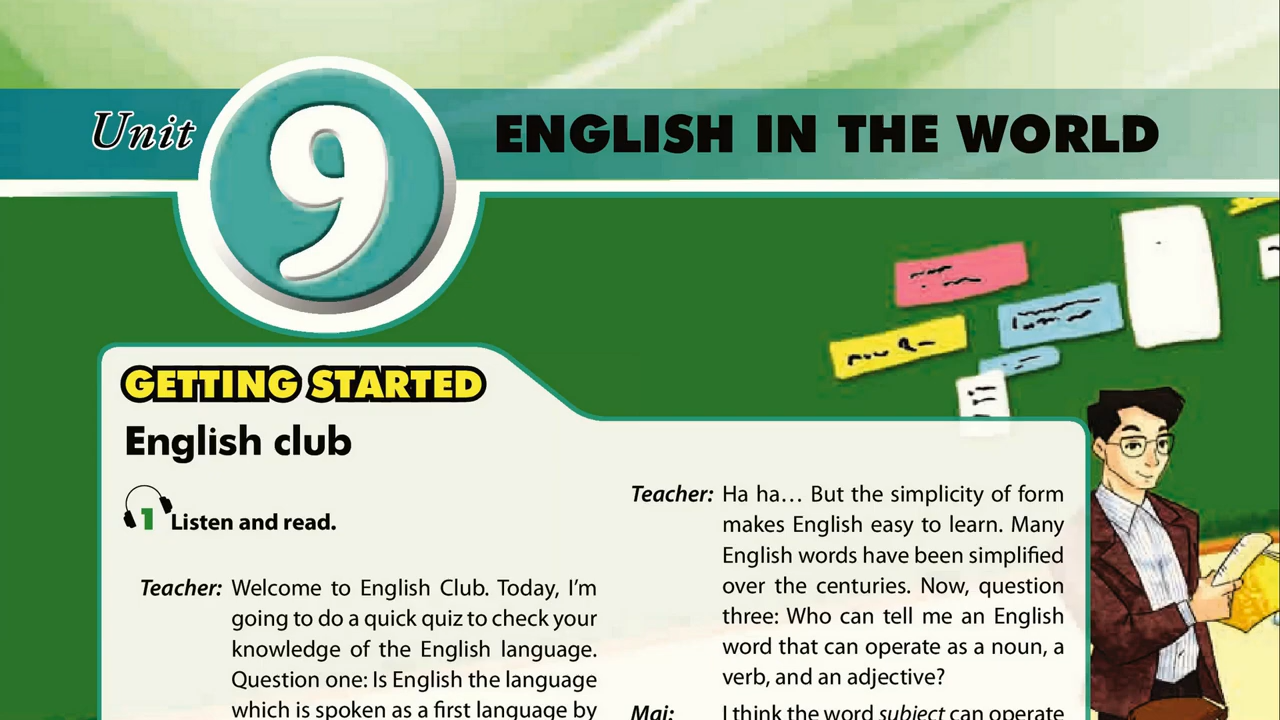 Unit 9 ENGLISH IN THE WORLD
GETTING STARTED
English club
1 Listen and read.
Teacher: Welcome to English Club. Today, I'm
going to do a quick quiz to check your
knowledge of the English language.
Question one: Is English the language
which is spoken as a first language by
Teacher: Ha ha... But the simplicity of form
makes English easy to learn. Many
English words have been simplified
over the centuries. Now, question
three: Who can tell me an English
word that can operate as a noun, a
verb, and an adjective?
Mai: I think the word subject can operate